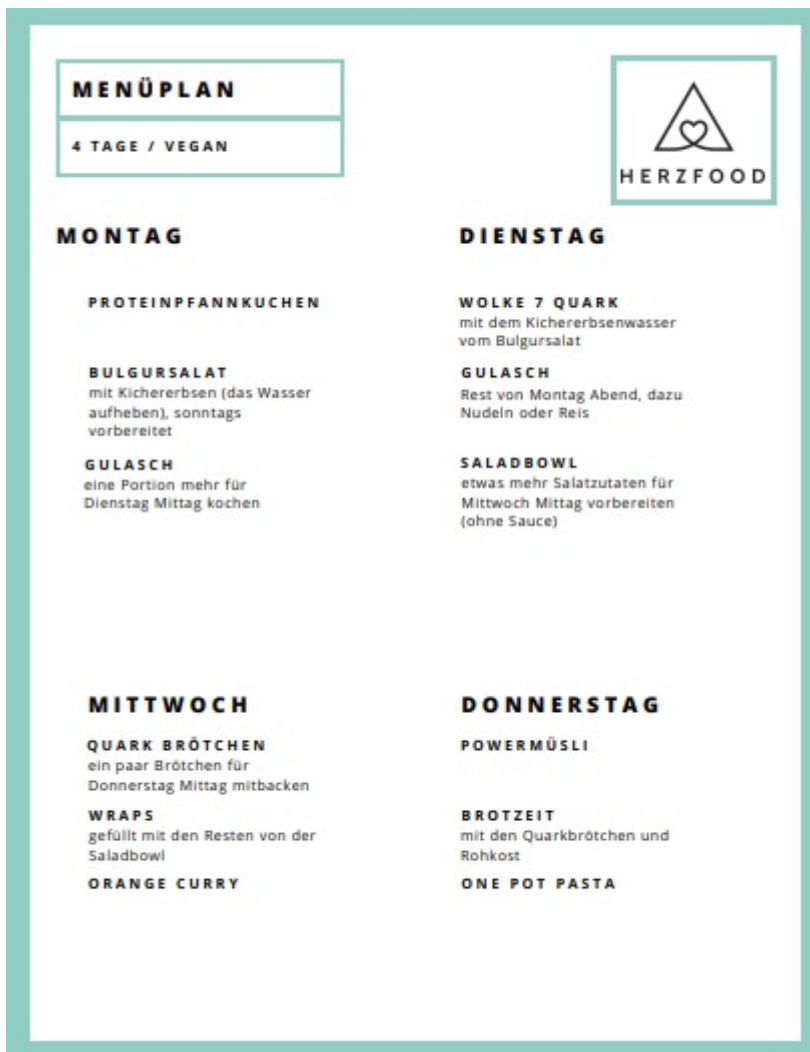 MENÜPLAN
4 TAGE / VEGAN
HERZFOOD
MONTAG
PROTEINPFANNKUCHEN
BULGURSALAT
mit Kichererbsen (das Wasser
aufheben), sonntags
vorbereitet
GULASCH
eine Portion mehr für
Dienstag Mittag kochen
DIENSTAG
WOLKE 7 QUARK
mit dem Kichererbsenwasser
vom Bulgursalat
GULASCH
Rest von Montag Abend, dazu
Nudeln oder Reis
SALADBOWL
etwas mehr Salatzutaten für
Mittwoch Mittag vorbereiten
(ohne Sauce)
MITTWOCH
QUARK BRÖTCHEN
ein paar Brötchen für
Donnerstag Mittag mitbacken
WRAPS
gefüllt mit den Resten von der
Saladbowl
ORANGE CURRY
DONNERSTAG
POWERMÜSLI
BROTZEIT
mit den Quarkbrötchen und
Rohkost
ONE POT PASTA